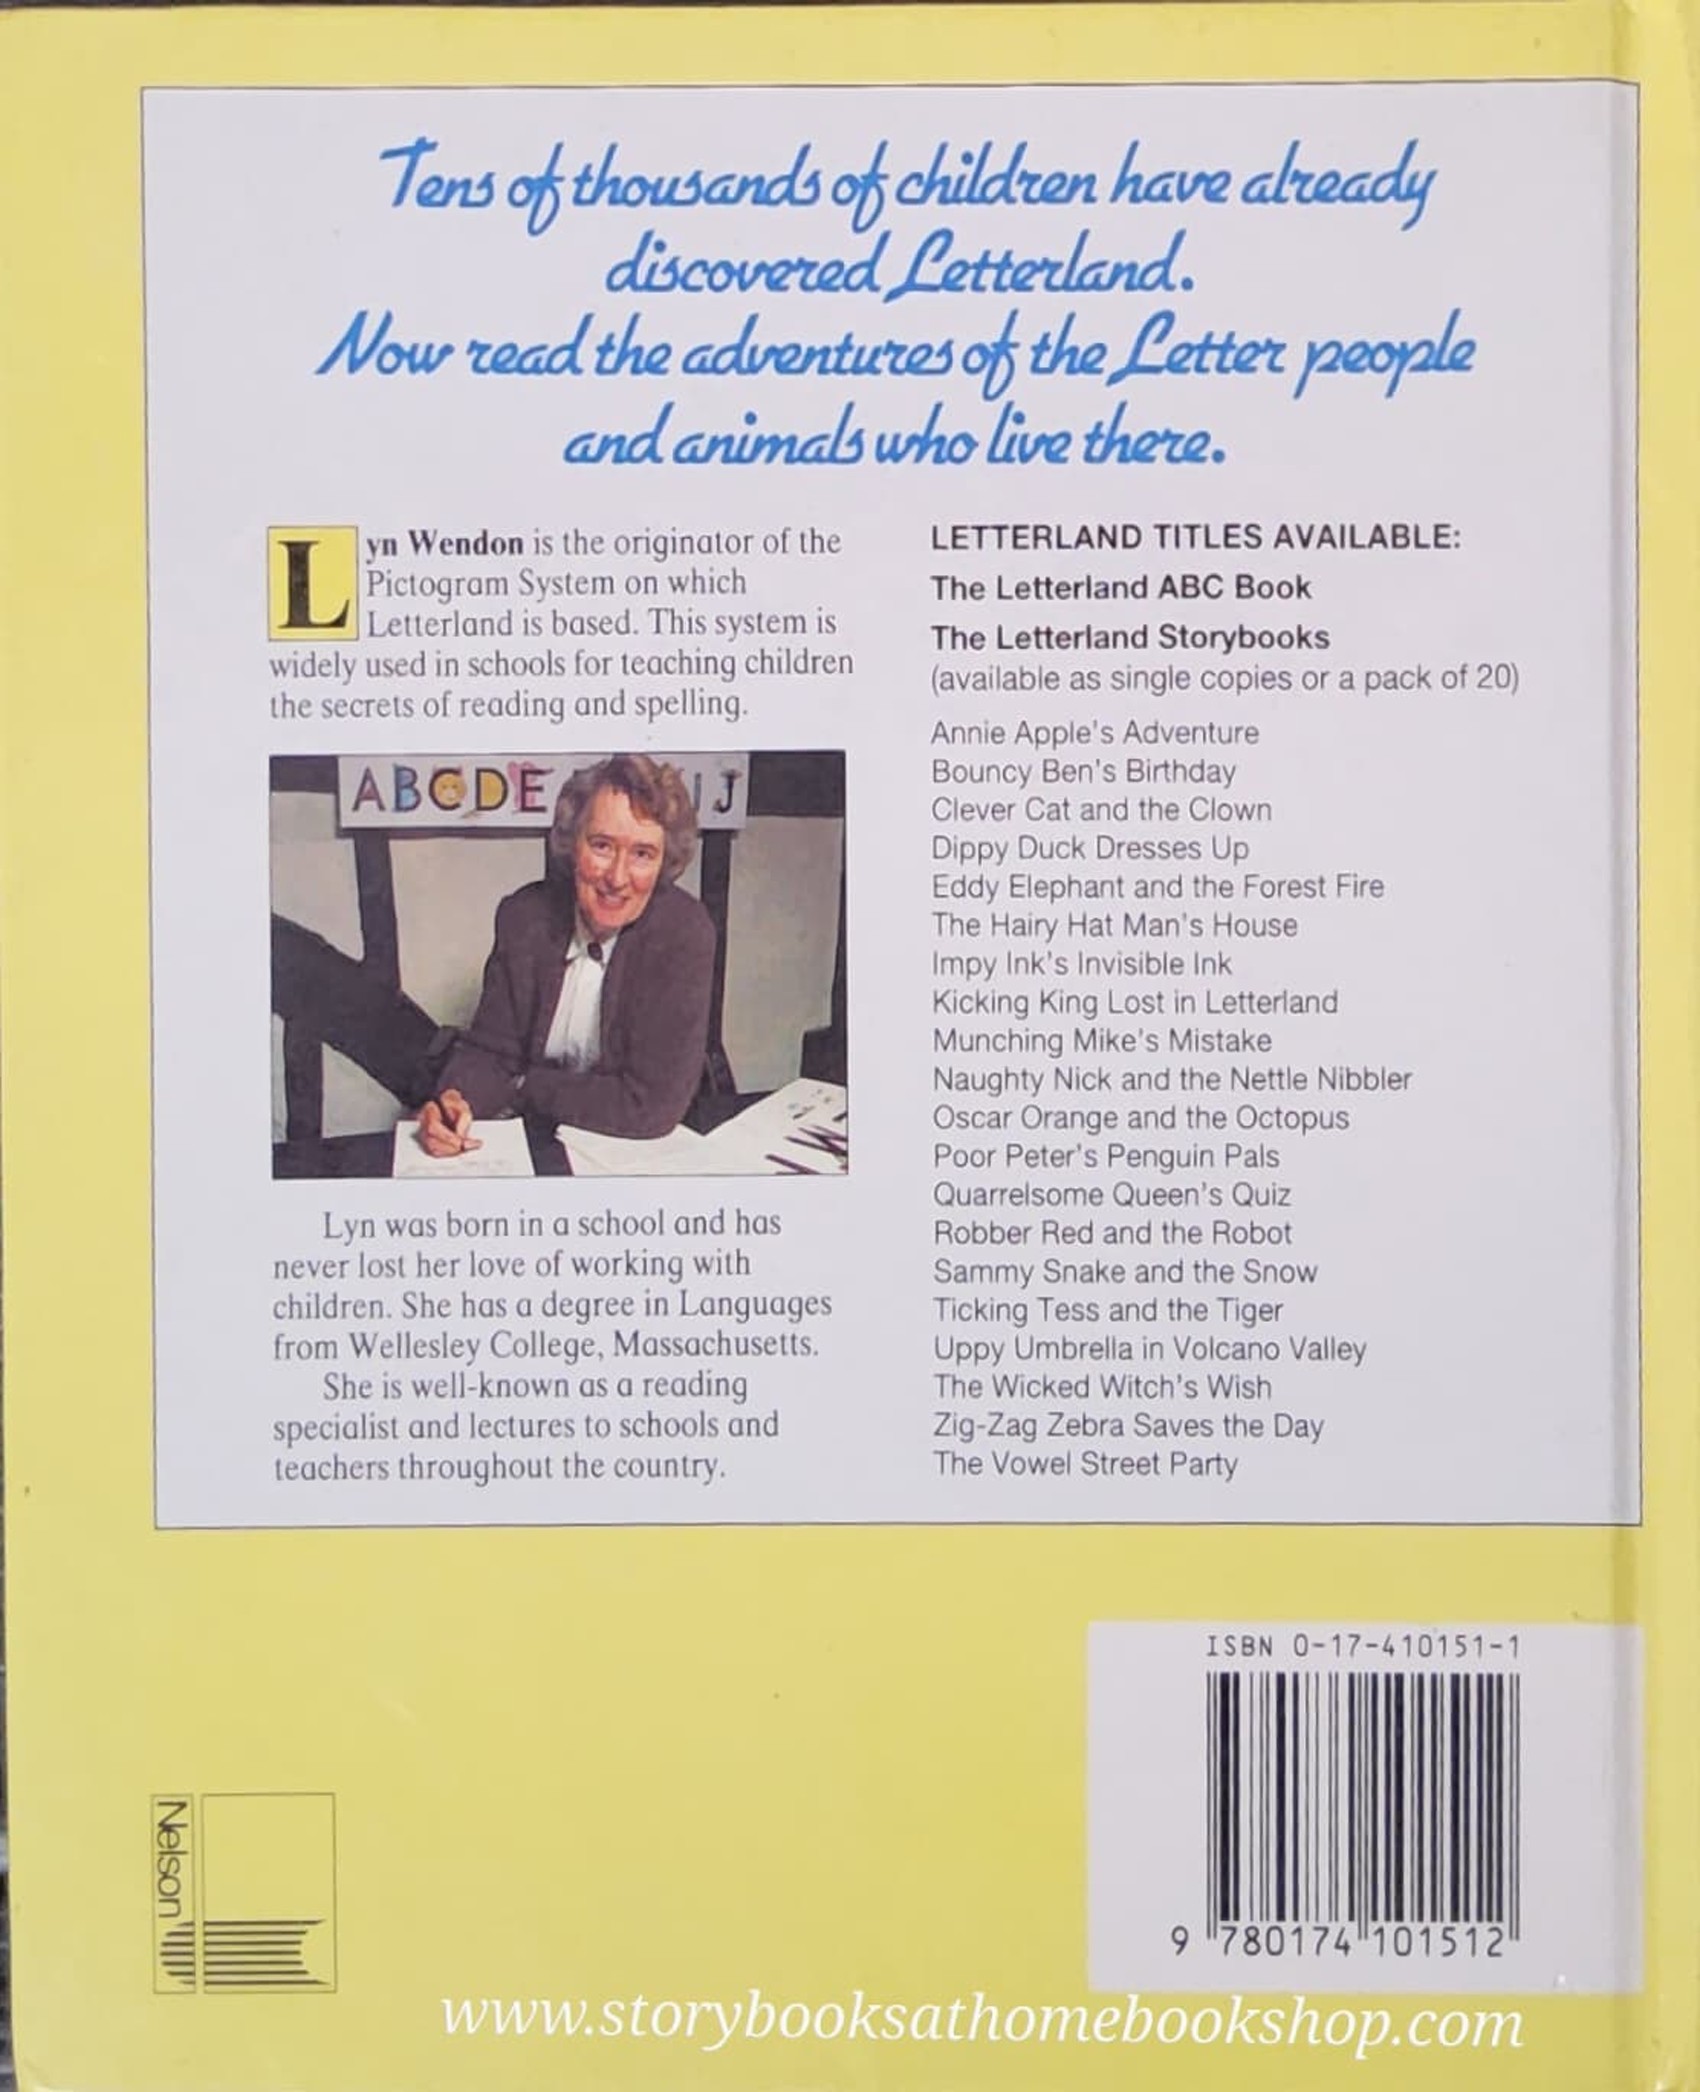 Tens of thousands of children have already
discovered Letterland.
Now read the adventures of the Letter people
and animals who live there.
Lyn Wendon is the originator of the
Pictogram System on which
Letterland is based. This system is
widely used in schools for teaching children
the secrets of reading and spelling.
ABCDE IJ
Lyn was born in a school and has
never lost her love of working with
children. She has a degree in Languages
from Wellesley College, Massachusetts.
She is well-known as a reading
specialist and lectures to schools and
teachers throughout the country.
LETTERLAND TITLES AVAILABLE:
The Letterland ABC Book
The Letterland Storybooks
(available as single copies or a pack of 20)
Annie Apple's Adventure
Bouncy Ben's Birthday
Clever Cat and the Clown
Dippy Duck Dresses Up
Eddy Elephant and the Forest Fire
The Hairy Hat Man's House
Impy Ink's Invisible Ink
Kicking King Lost in Letterland
Munching Mike's Mistake
Naughty Nick and the Nettle Nibbler
Oscar Orange and the Octopus
Poor Peter's Penguin Pals
Quarrelsome Queen's Quiz
Robber Red and the Robot
Sammy Snake and the Snow
Ticking Tess and the Tiger
Uppy Umbrella in Volcano Valley
The Wicked Witch's Wish
Zig-Zag Zebra Saves the Day
The Vowel Street Party
ISBN 0-17-410151-1
9 780174 101512
Nelson
www.storybooksathomebookshop.com